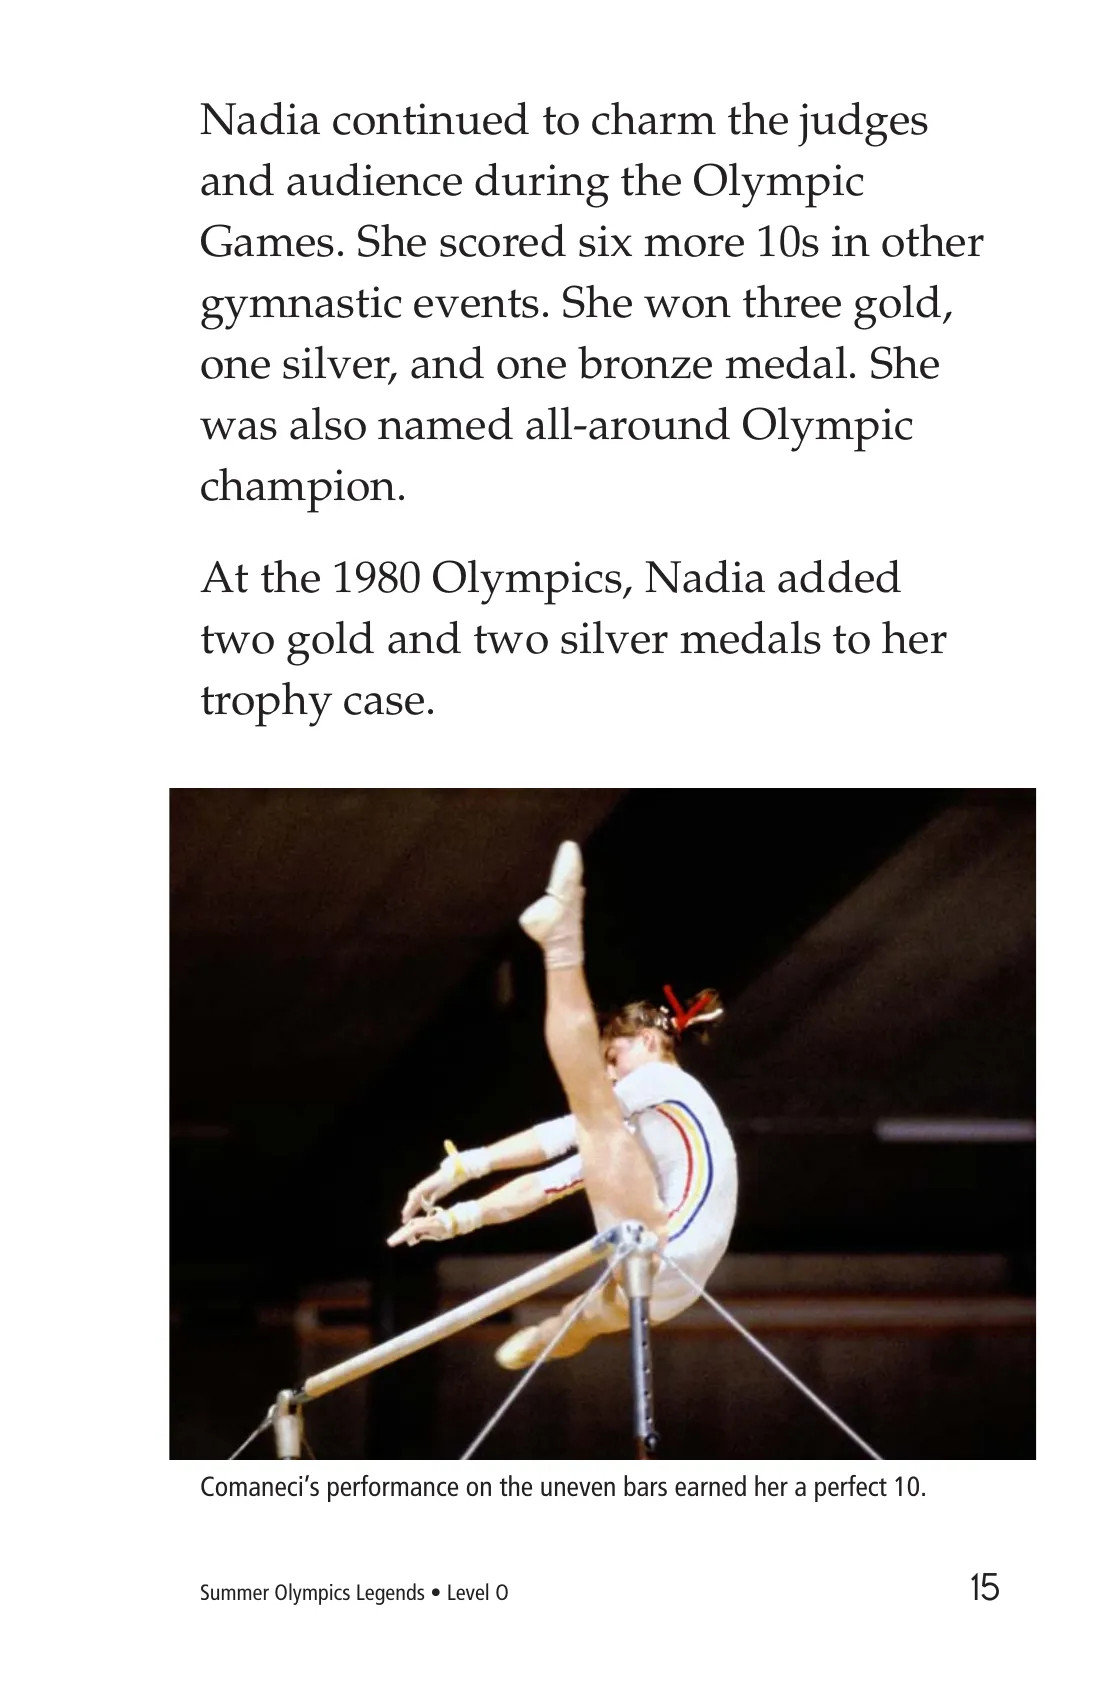 Nadia continued to charm the judges
and audience during the Olympic
Games. She scored six more 10s in other
gymnastic events. She won three gold,
one silver, and one bronze medal. She
was also named all-around Olympic
champion.
At the 1980 Olympics, Nadia added
two gold and two silver medals to her
trophy case.
Comaneci’s performance on the uneven bars earned her a perfect 10.
Summer Olympics Legends • Level O
15